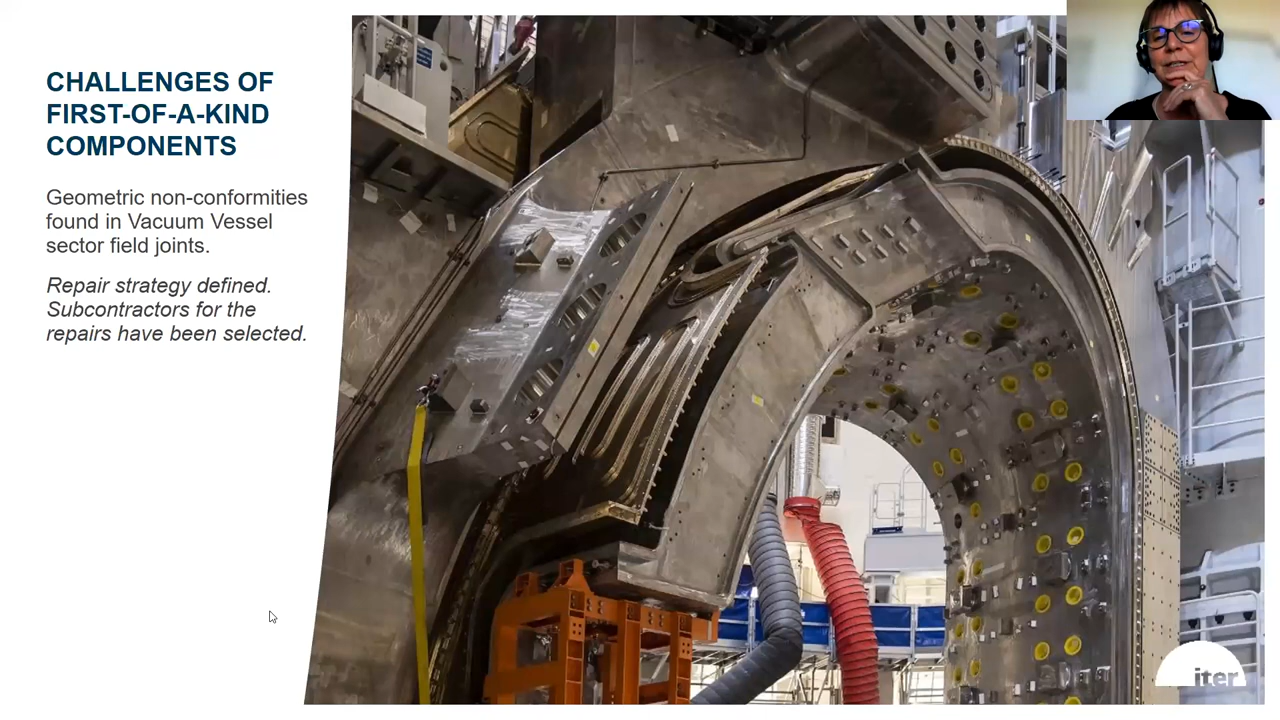 CHALLENGES OF
FIRST-OF-A-KIND
COMPONENTS
Geometric non-conformities
found in Vacuum Vessel
sector field joints.
Repair strategy defined.
Subcontractors for the
repairs have been selected.
iter